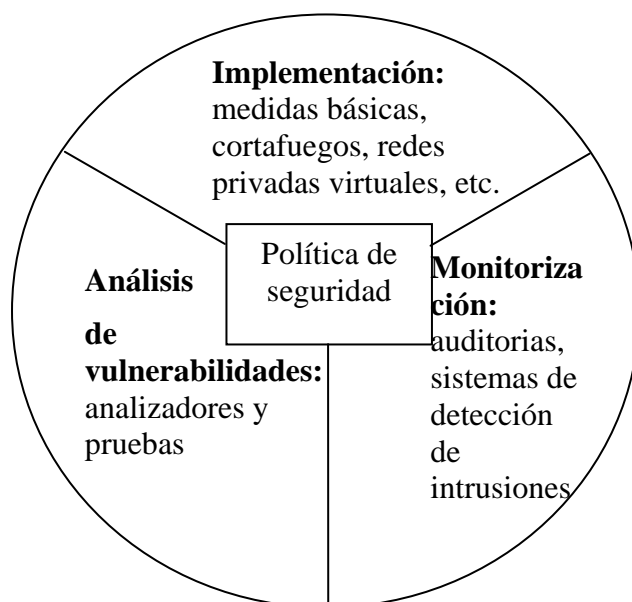 Implementación:
medidas básicas,
cortafuegos, redes
privadas virtuales, etc.
Política de
seguridad
Análisis
de
vulnerabilidades:
analizadores y
pruebas
Monitoriza
ción:
auditorias,
sistemas de
detección
de
intrusiones